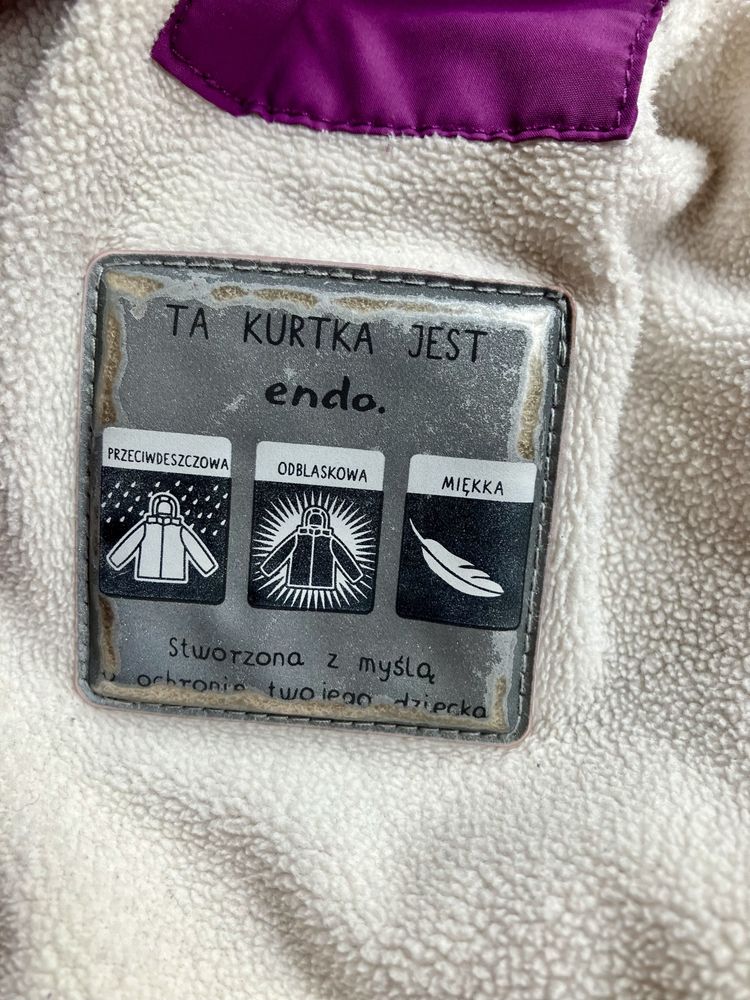 TA KURTKA JEST
endo.
PRZECIWDESZCZOWA
ODBLASKOWA
MIĘKKA
Stworzona z myślą
o ochronie twojego dziecka